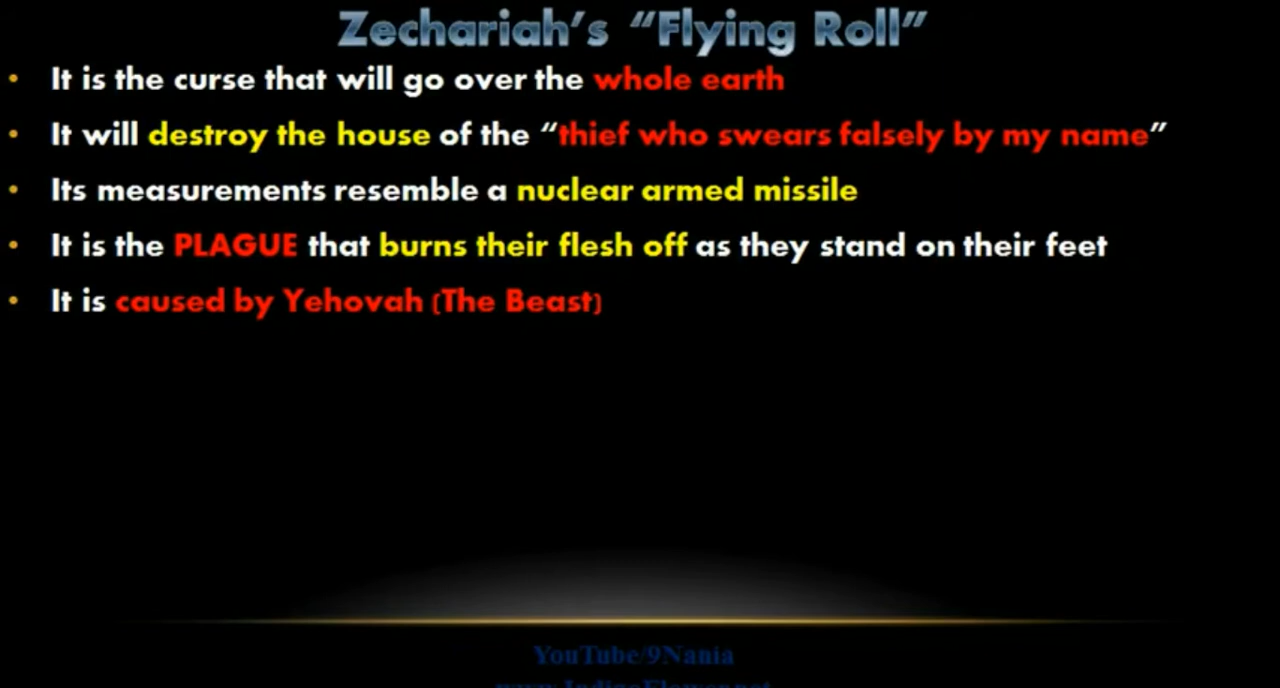 Zechariah's "Flying Roll"
• It is the curse that will go over the whole earth
• It will destroy the house of the "thief who swears falsely by my name"
• Its measurements resemble a nuclear armed missile
• It is the PLAGUE that burns their flesh off as they stand on their feet
• It is caused by Yehovah (The Beast)
YouTube/9Nania
www.IndigoFlower.net